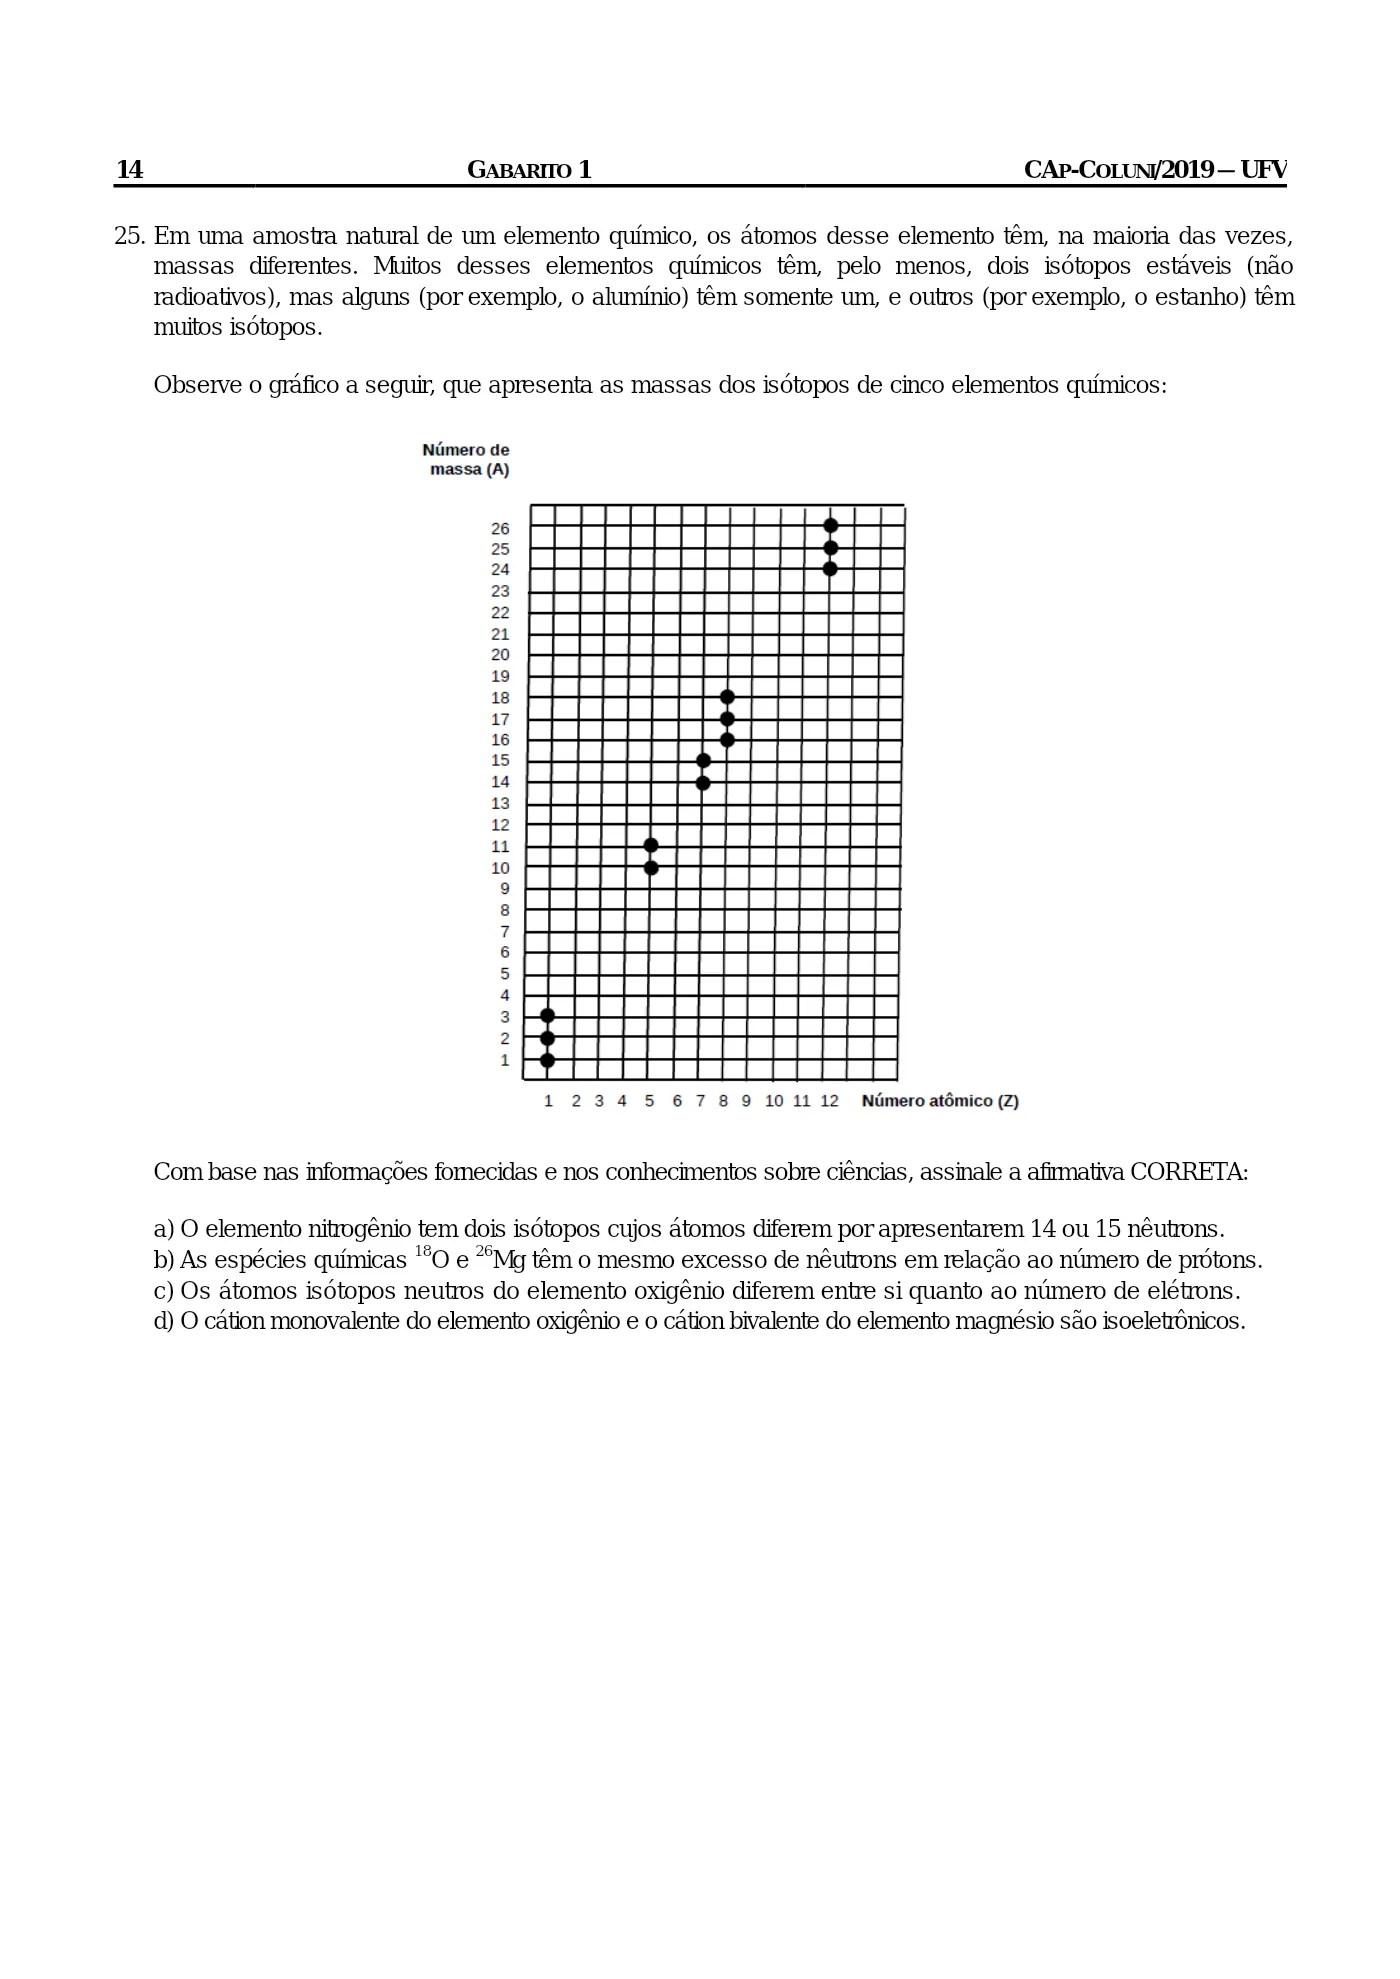 14 GABARITO 1 CAP-COLUNI/2019 – UFV
25. Em uma amostra natural de um elemento químico, os átomos desse elemento têm, na maioria das vezes,
massas diferentes. Muitos desses elementos químicos têm, pelo menos, dois isótopos estáveis (não
radioativos), mas alguns (por exemplo, o alumínio) têm somente um, e outros (por exemplo, o estanho) têm
muitos isótopos.
Observe o gráfico a seguir, que apresenta as massas dos isótopos de cinco elementos químicos:
Número de
massa (A)
26
25
24
23
22
21
20
19
18
17
16
15
14
13
12
11
10
9
8
7
6
5
4
3
2
1
1 2 3 4 5 6 7 8 9 10 11 12 Número atômico (Z)
Com base nas informações fornecidas e nos conhecimentos sobre ciências, assinale a afirmativa CORRETA:
a) O elemento nitrogênio tem dois isótopos cujos átomos diferem por apresentarem 14 ou 15 nêutrons.
b) As espécies químicas ¹⁸O e ²⁶Mg têm o mesmo excesso de nêutrons em relação ao número de prótons.
c) Os átomos isótopos neutros do elemento oxigênio diferem entre si quanto ao número de elétrons.
d) O cátion monovalente do elemento oxigênio e o cátion bivalente do elemento magnésio são isoeletrônicos.